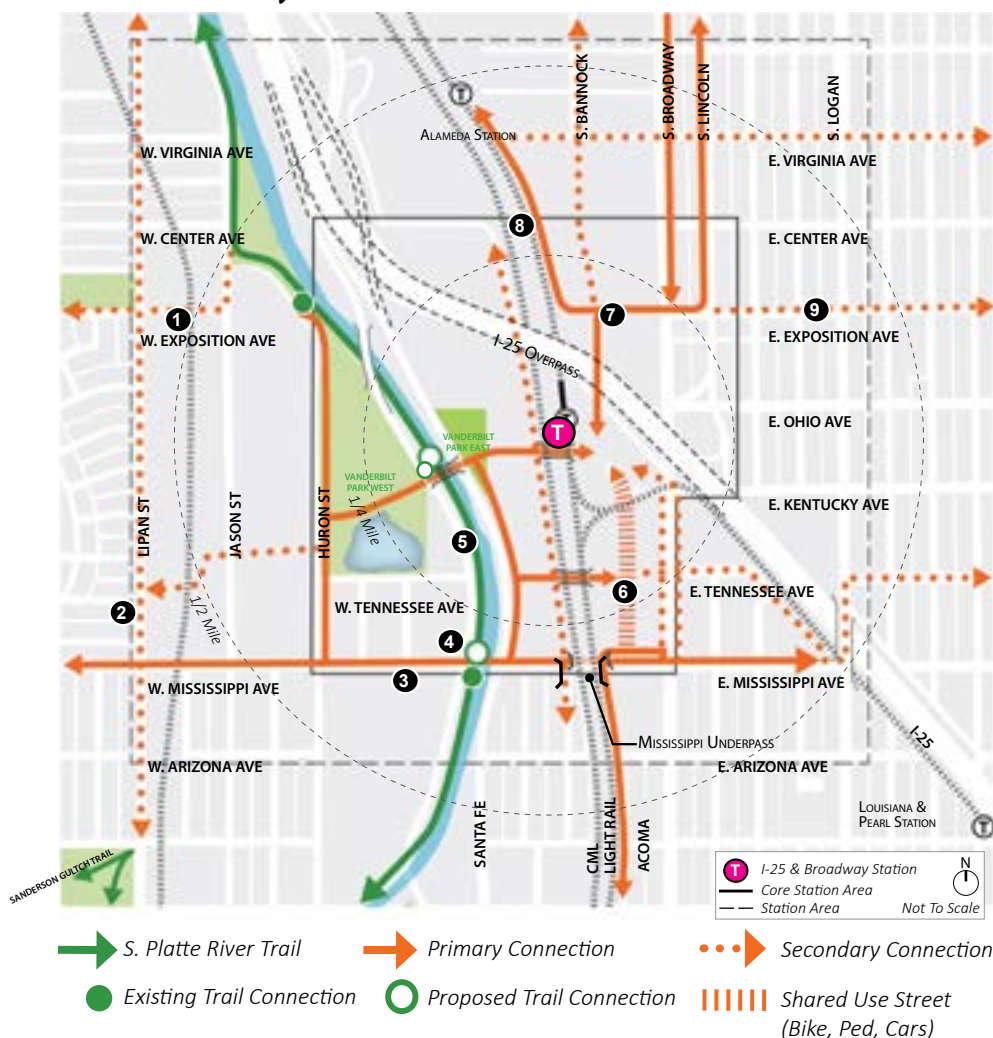 S. BANNOCK
S. BROADWAY
S. LINCOLN
S. LOGAN
T
ALAMEDA STATION
W. VIRGINIA AVE
E. VIRGINIA AVE
8
W. CENTER AVE
E. CENTER AVE
1
7
9
W. EXPOSITION AVE
I-25 OVERPASS
E. EXPOSITION AVE
T
T
E. OHIO AVE
VANDERBILT
PARK EAST
VANDERBILT
PARK WEST
LIPAN ST
JASON ST
HURON ST
1/4 Mile
E. KENTUCKY AVE
5
1/2 Mile
2
W. TENNESSEE AVE
6
E. TENNESSEE AVE
4
3
W. MISSISSIPPI AVE
E. MISSISSIPPI AVE
MISSISSIPPI UNDERPASS
I-25
W. ARIZONA AVE
E. ARIZONA AVE
SANTA FE
CML
LIGHT RAIL
ACOMA
LOUISIANA &
PEARL STATION
T
SANDERSON GULTCH TRAIL
T I-25 & Broadway Station
N
Core Station Area
Station Area
Not To Scale
S. Platte River Trail
Primary Connection
Secondary Connection
Existing Trail Connection
Proposed Trail Connection
Shared Use Street
(Bike, Ped, Cars)